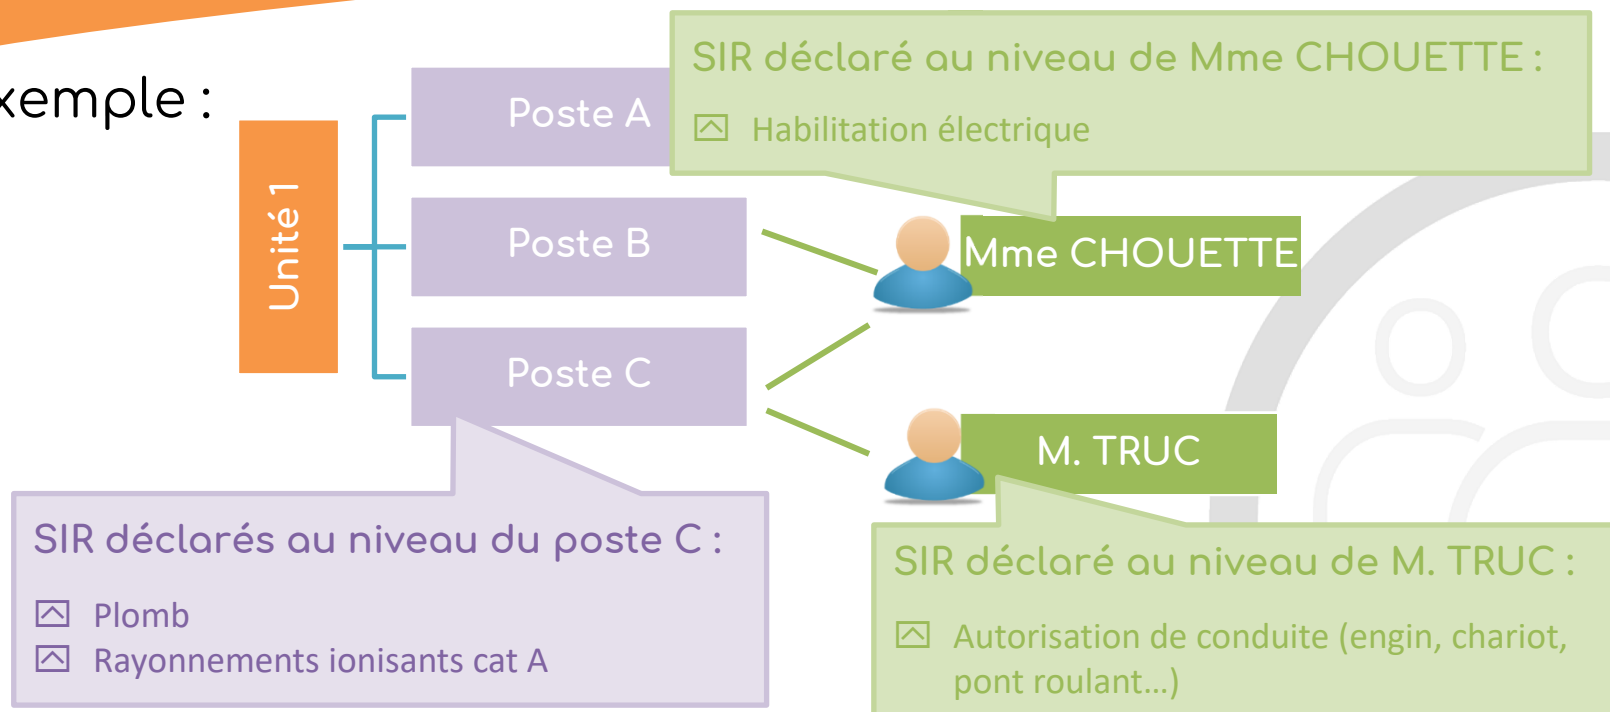 xemple :
Unité 1
Poste A
Poste B
Poste C
SIR déclaré au niveau de Mme CHOUETTE :
Habilitation électrique
Mme CHOUETTE
M. TRUC
SIR déclarés au niveau du poste C :
Plomb
Rayonnements ionisants cat A
SIR déclaré au niveau de M. TRUC :
Autorisation de conduite (engin, chariot,
pont roulant…)